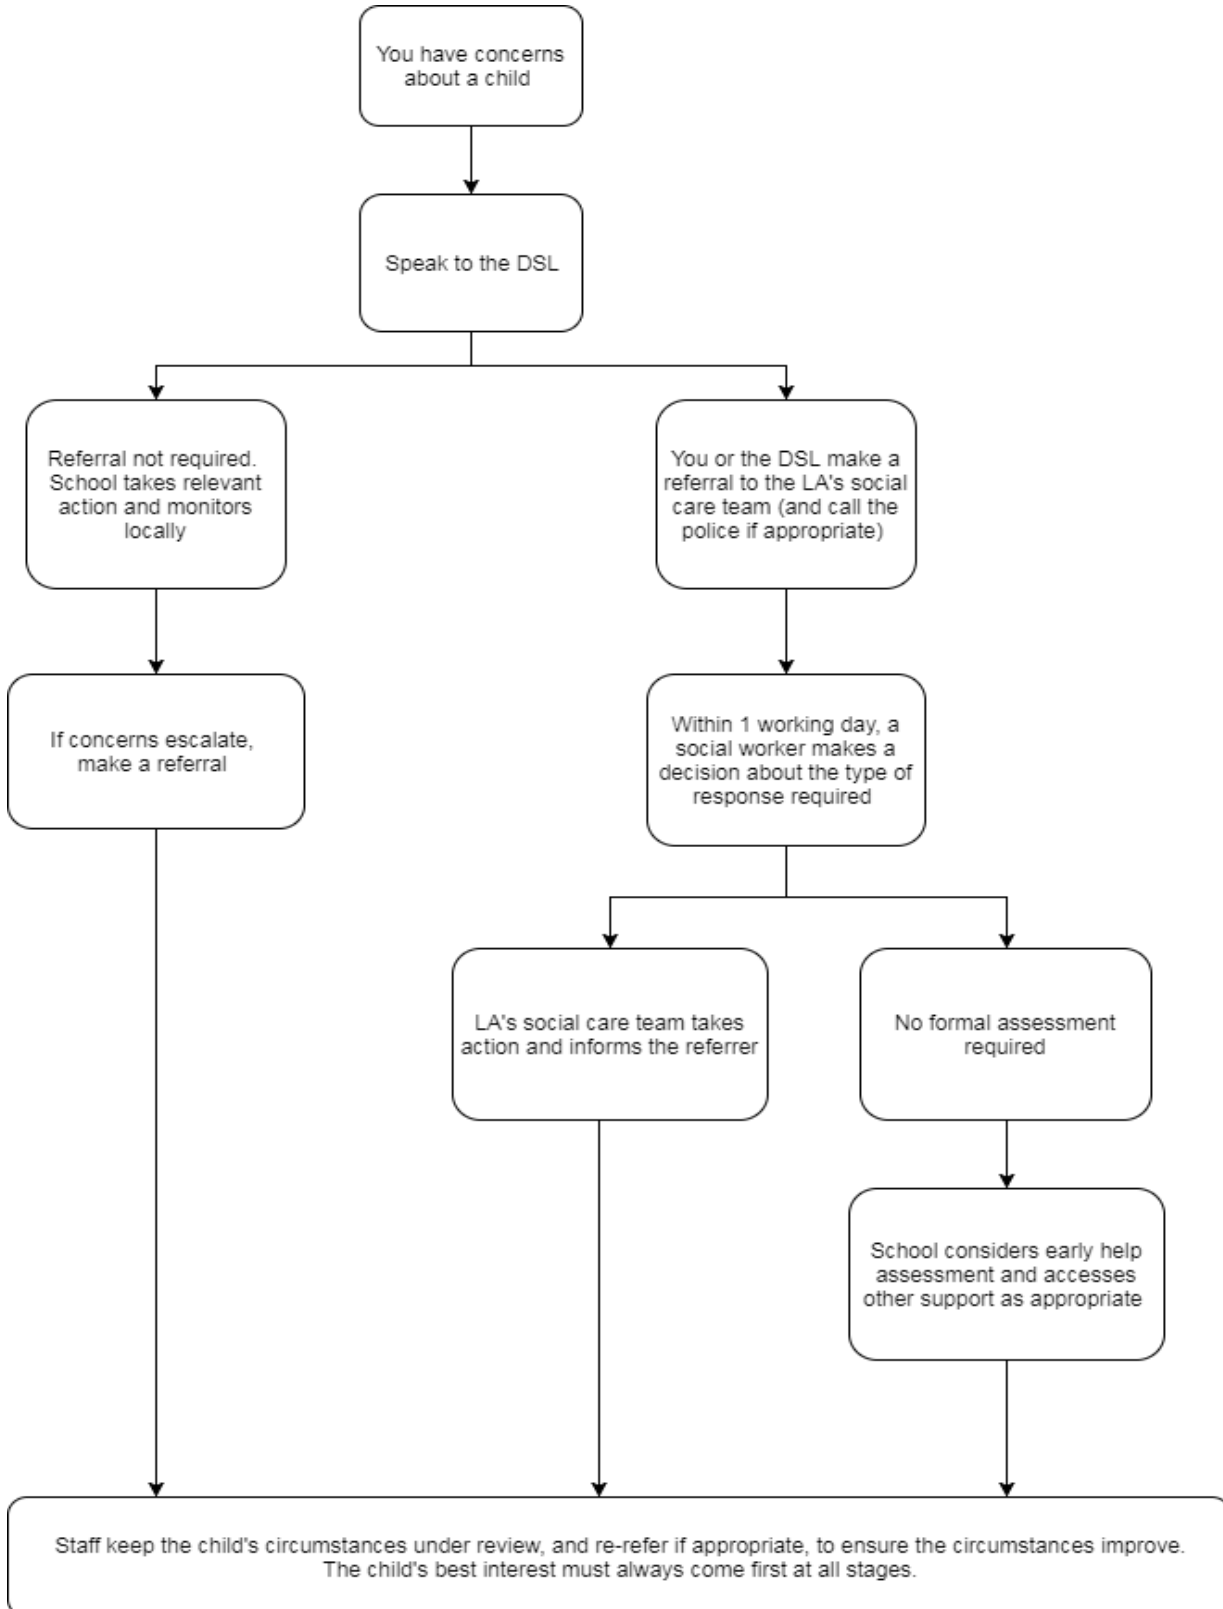 You have concerns
about a child
Speak to the DSL
Referral not required.
School takes relevant
action and monitors
locally
You or the DSL make a
referral to the LA's social
care team (and call the
police if appropriate)
If concerns escalate,
make a referral
Within 1 working day, a
social worker makes a
decision about the type of
response required
LA's social care team takes
action and informs the referrer
No formal assessment
required
School considers early help
assessment and accesses
other support as appropriate
Staff keep the child's circumstances under review, and re-refer if appropriate, to ensure the circumstances improve.
The child's best interest must always come first at all stages.